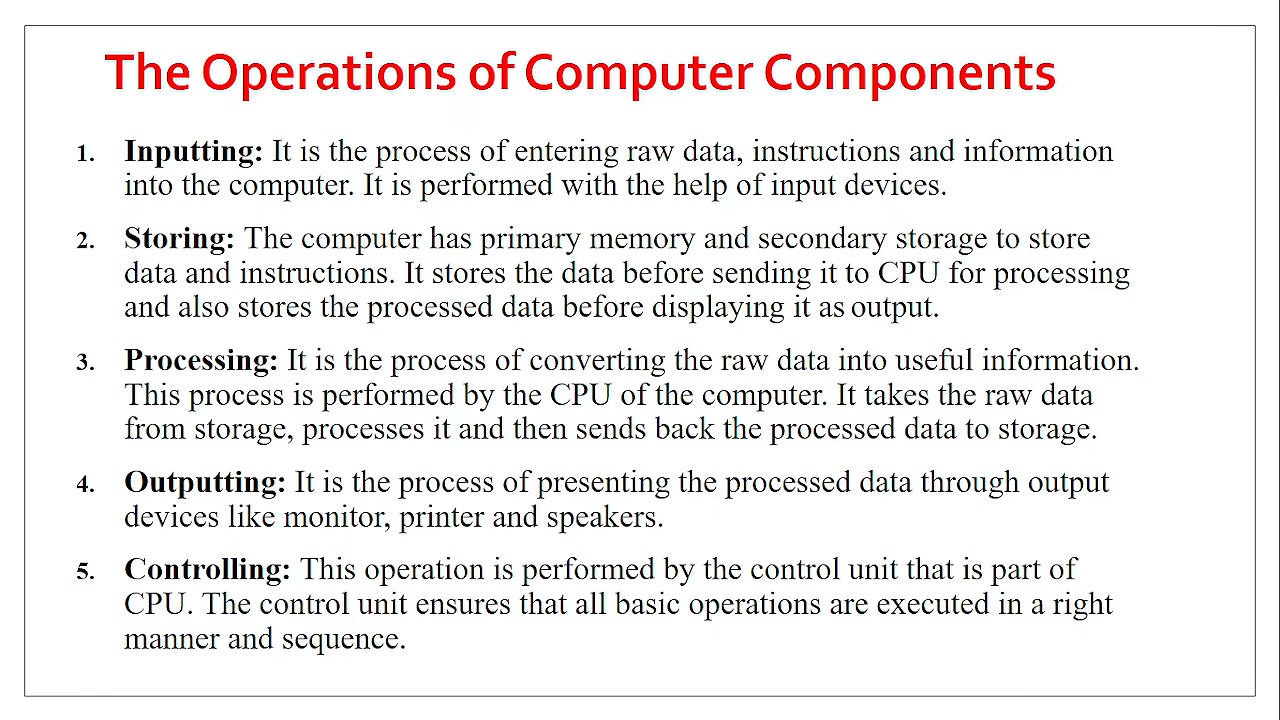 The Operations of Computer Components
1. Inputting: It is the process of entering raw data, instructions and information
into the computer. It is performed with the help of input devices.
2. Storing: The computer has primary memory and secondary storage to store
data and instructions. It stores the data before sending it to CPU for processing
and also stores the processed data before displaying it as output.
3. Processing: It is the process of converting the raw data into useful information.
This process is performed by the CPU of the computer. It takes the raw data
from storage, processes it and then sends back the processed data to storage.
4. Outputting: It is the process of presenting the processed data through output
devices like monitor, printer and speakers.
5. Controlling: This operation is performed by the control unit that is part of
CPU. The control unit ensures that all basic operations are executed in a right
manner and sequence.